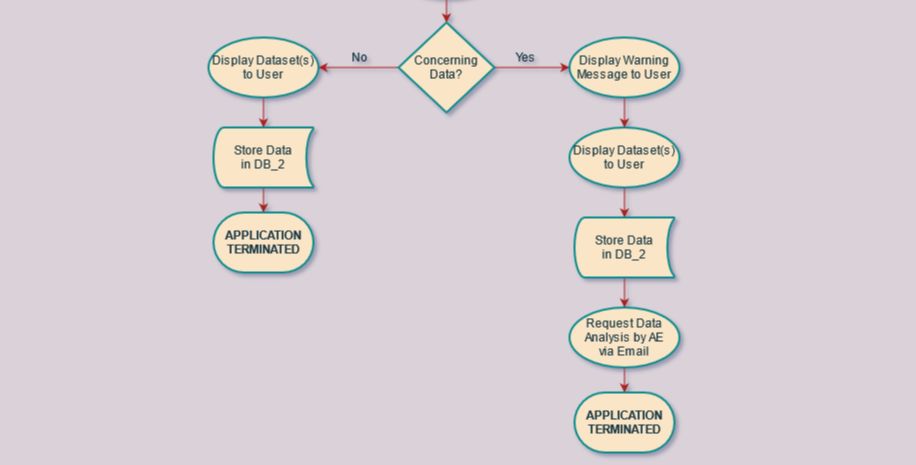 Concerning
Data?
No
Yes
Display Dataset(s)
to User
Store Data
in DB_2
APPLICATION
TERMINATED
Display Warning
Message to User
Display Dataset(s)
to User
Store Data
in DB_2
Request Data
Analysis by AE
via Email
APPLICATION
TERMINATED